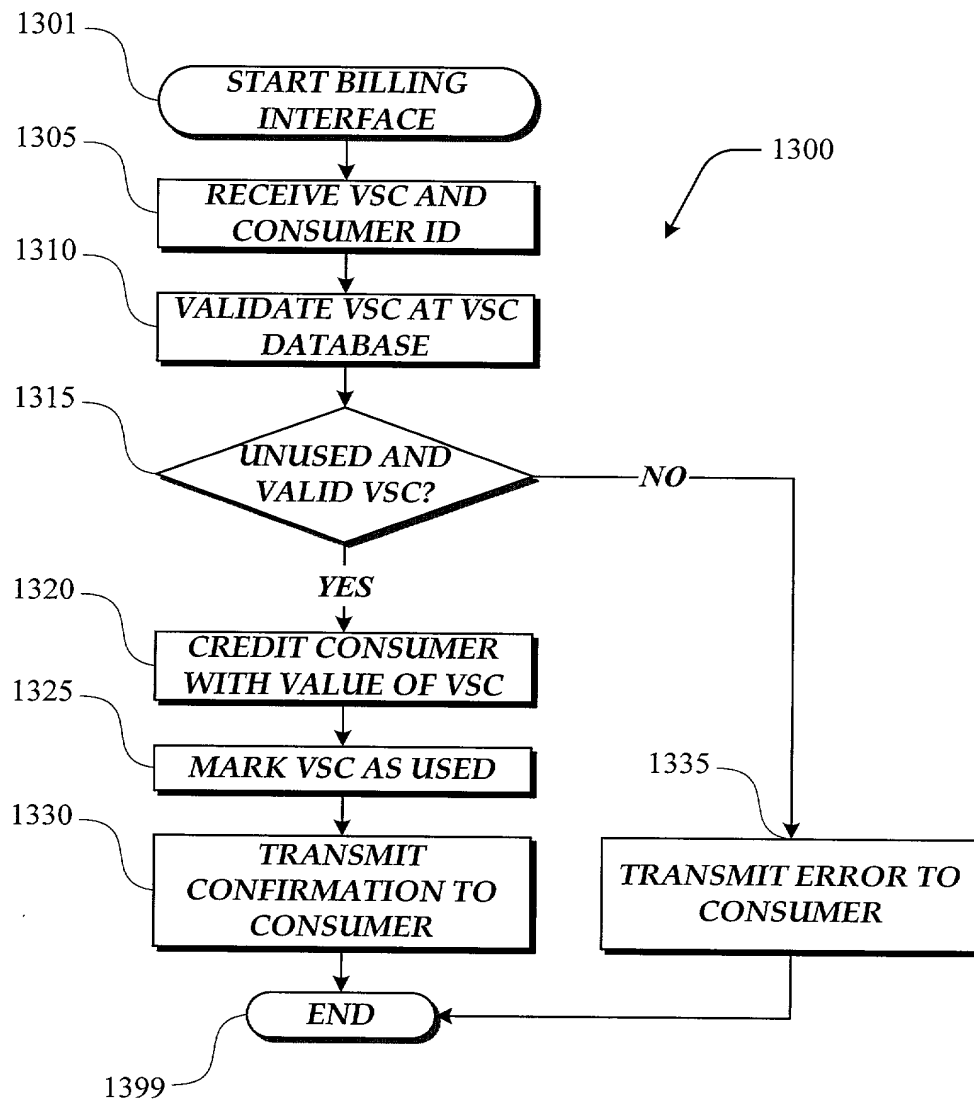 1301
START BILLING
INTERFACE
1305
RECEIVE VSC AND
CONSUMER ID
1300
1310
VALIDATE VSC AT VSC
DATABASE
1315
UNUSED AND
VALID VSC?
NO
YES
1320
CREDIT CONSUMER
WITH VALUE OF VSC
1325
MARK VSC AS USED
1330
TRANSMIT
CONFIRMATION TO
CONSUMER
1335
TRANSMIT ERROR TO
CONSUMER
END
1399